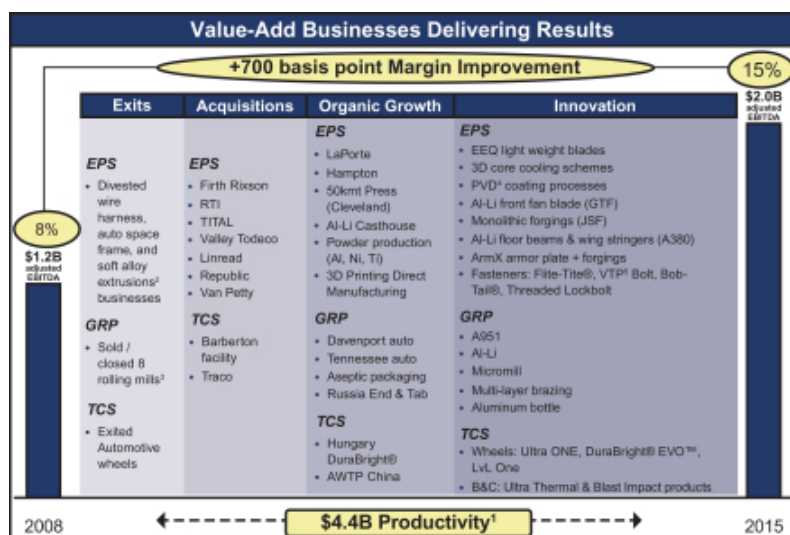 Value-Add Businesses Delivering Results
+700 basis point Margin Improvement
15%
$2.0B
adjusted
EBITDA
8%
$1.2B
adjusted
EBITDA
Exits
EPS
• Divested
wire
harness,
auto space
frame, and
soft alloy
extrusions²
businesses
GRP
• Sold /
closed 8
rolling mills³
TCS
• Exited
Automotive
wheels
Acquisitions
EPS
• Firth Rixson
• RTI
• TITAL
• Valley Todeco
• Linread
• Republic
• Van Petty
TCS
• Barberton
facility
• Traco
Organic Growth
EPS
• LaPorte
• Hampton
• 50kmt Press
(Cleveland)
• Al-Li Casthouse
• Powder production
(Al, Ni, Ti)
• 3D Printing Direct
Manufacturing
GRP
• Davenport auto
• Tennessee auto
• Aseptic packaging
• Russia End & Tab
TCS
• Hungary
DuraBright®
• AWTP China
Innovation
EPS
• EEQ light weight blades
• 3D core cooling schemes
• PVD⁴ coating processes
• Al-Li front fan blade (GTF)
• Monolithic forgings (JSF)
• Al-Li floor beams & wing stringers (A380)
• ArmX armor plate + forgings
• Fasteners: Flite-Tite®, VTP⁵ Bolt, Bob-
Tail®, Threaded Lockbolt
GRP
• A951
• Al-Li
• Micromill
• Multi-layer brazing
• Aluminum bottle
TCS
• Wheels: Ultra ONE, DuraBright® EVO™,
LvL One
• B&C: Ultra Thermal & Blast Impact products
2008
$4.4B Productivity¹
2015